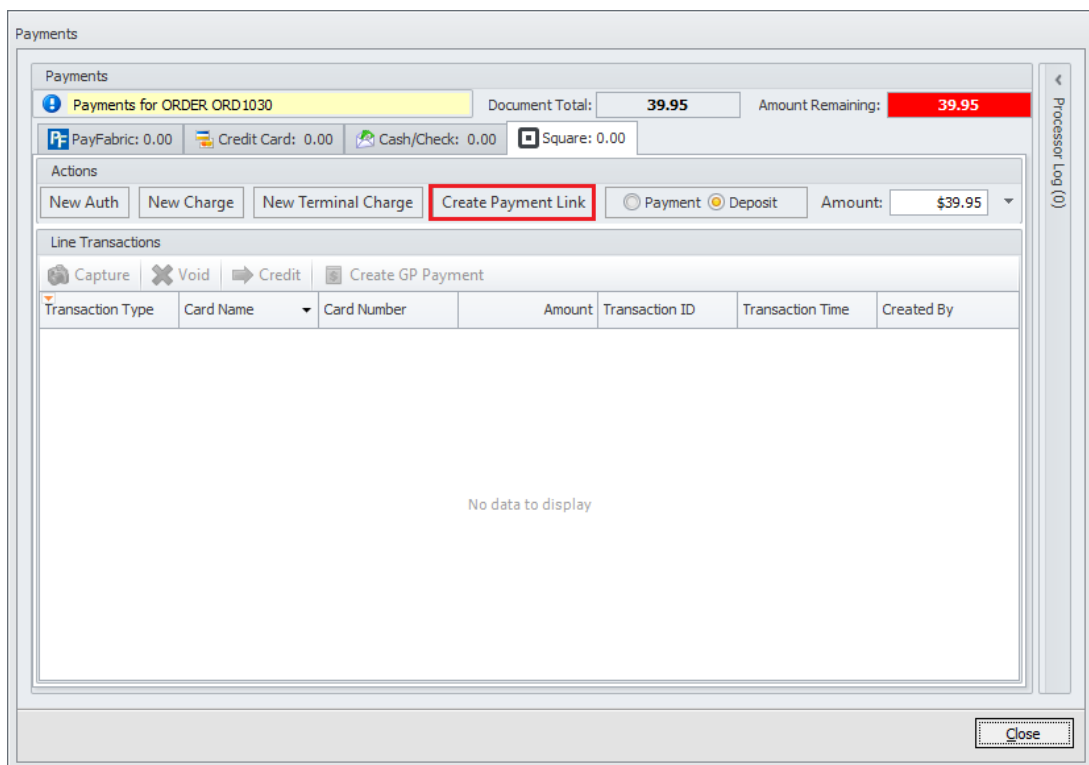 Payments
Payments
Payments for ORDER ORD1030 Document Total: 39.95 Amount Remaining: 39.95
PayFabric: 0.00 Credit Card: 0.00 Cash/Check: 0.00 Square: 0.00
Actions
New Auth New Charge New Terminal Charge Create Payment Link Payment Deposit Amount: $39.95
Line Transactions
Capture Void Credit Create GP Payment
Transaction Type Card Name Card Number Amount Transaction ID Transaction Time Created By
No data to display
Processor Log (0)
Close